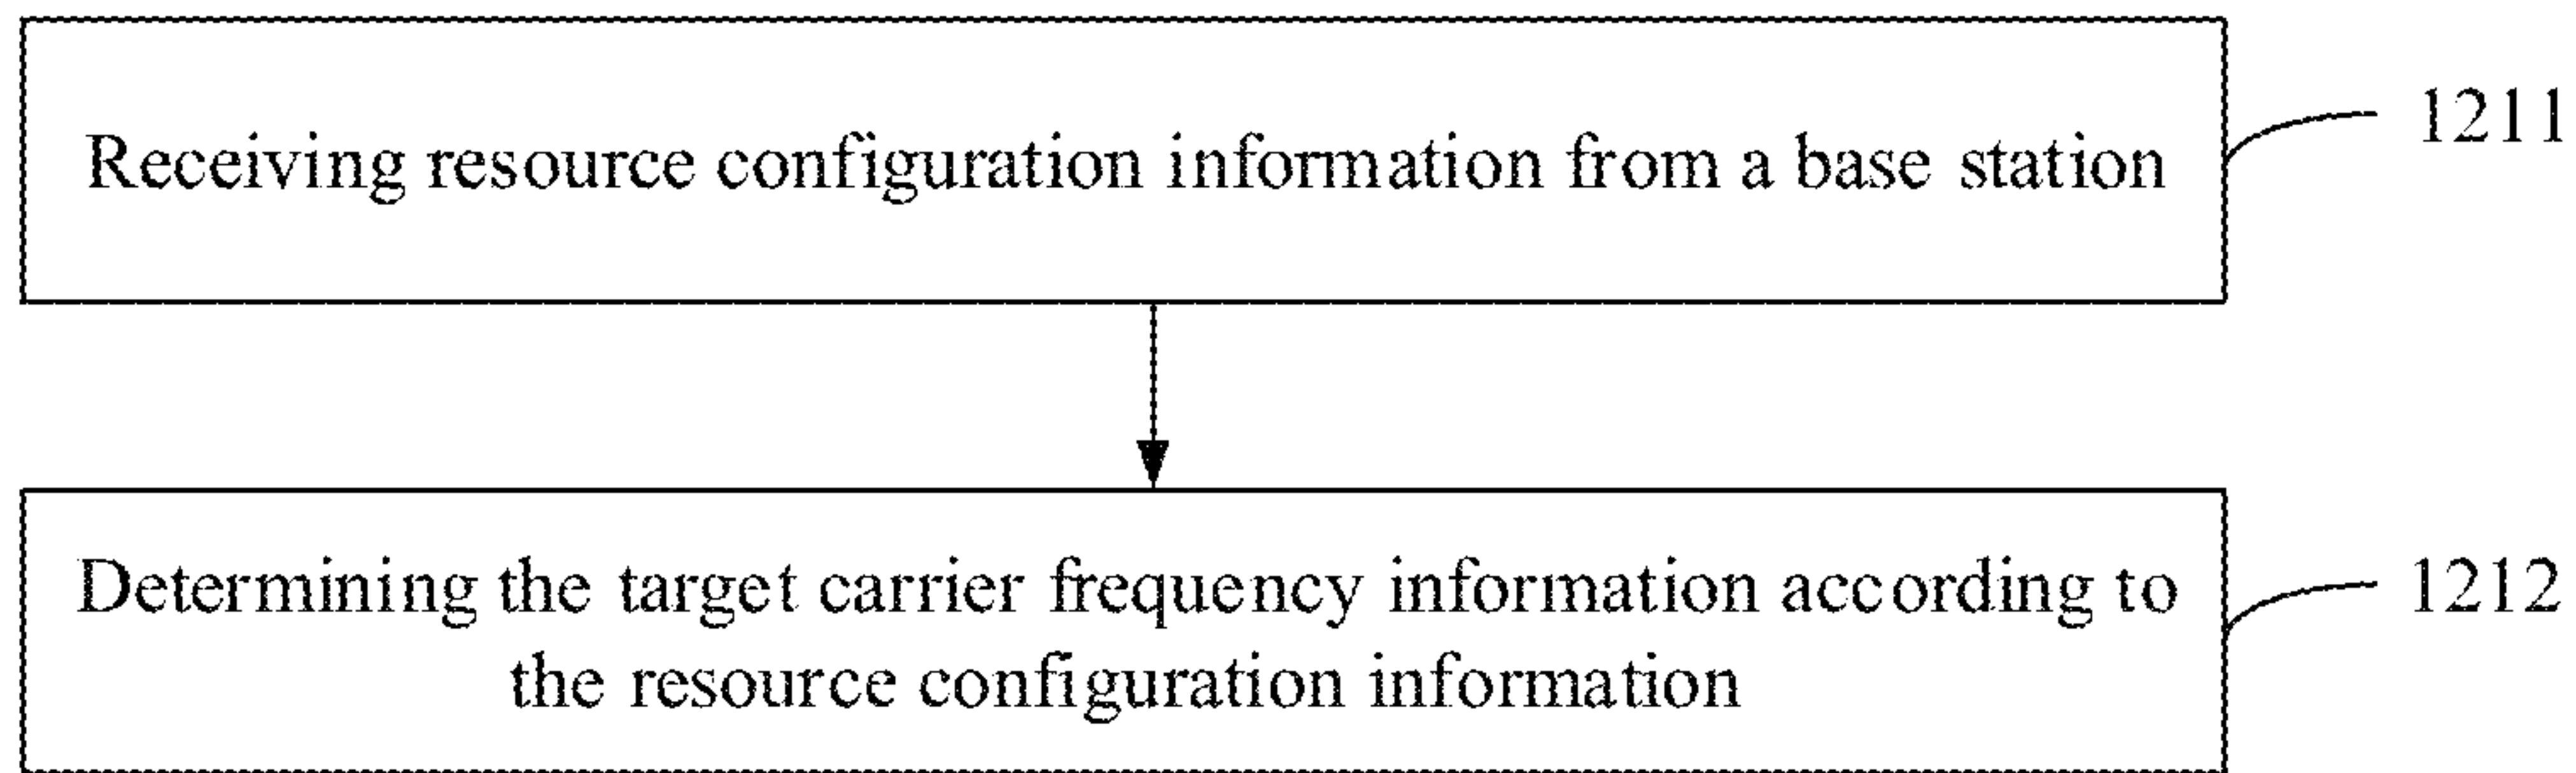 Receiving resource configuration information from a base station
1211
Determining the target carrier frequency information according to
the resource configuration information
1212